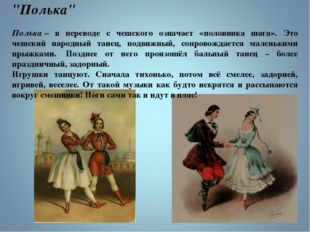 "Полька"
Полька – в переводе с чешского означает «половинка шага». Это
чешский народный танец, подвижный, сопровождается маленькими
прыжками. Позднее от него произошёл бальный танец – более
праздничный, задорный.
Игрушки танцуют. Сначала тихонько, потом всё смелее, задорней,
игривей, веселее. От такой музыки как будто искрятся и рассыпаются
вокруг смешинки! Ноги сами так и идут в пляс!